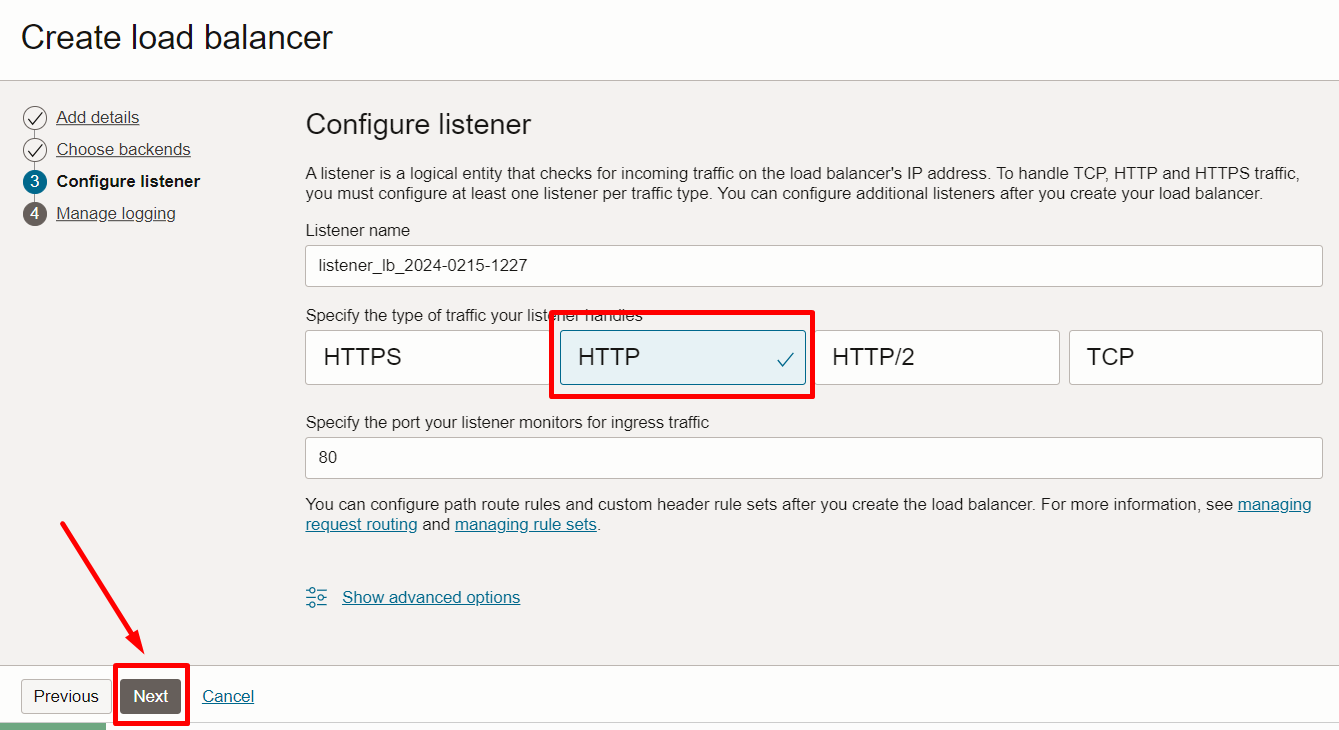 Create load balancer
Add details
Choose backends
3 Configure listener
4 Manage logging
Configure listener
A listener is a logical entity that checks for incoming traffic on the load balancer's IP address. To handle TCP, HTTP and HTTPS traffic,
you must configure at least one listener per traffic type. You can configure additional listeners after you create your load balancer.
Listener name
listener_lb_2024-0215-1227
Specify the type of traffic your listener handles
HTTPS HTTP HTTP/2 TCP
Specify the port your listener monitors for ingress traffic
80
You can configure path route rules and custom header rule sets after you create the load balancer. For more information, see managing
request routing and managing rule sets.
Show advanced options
Previous Next Cancel